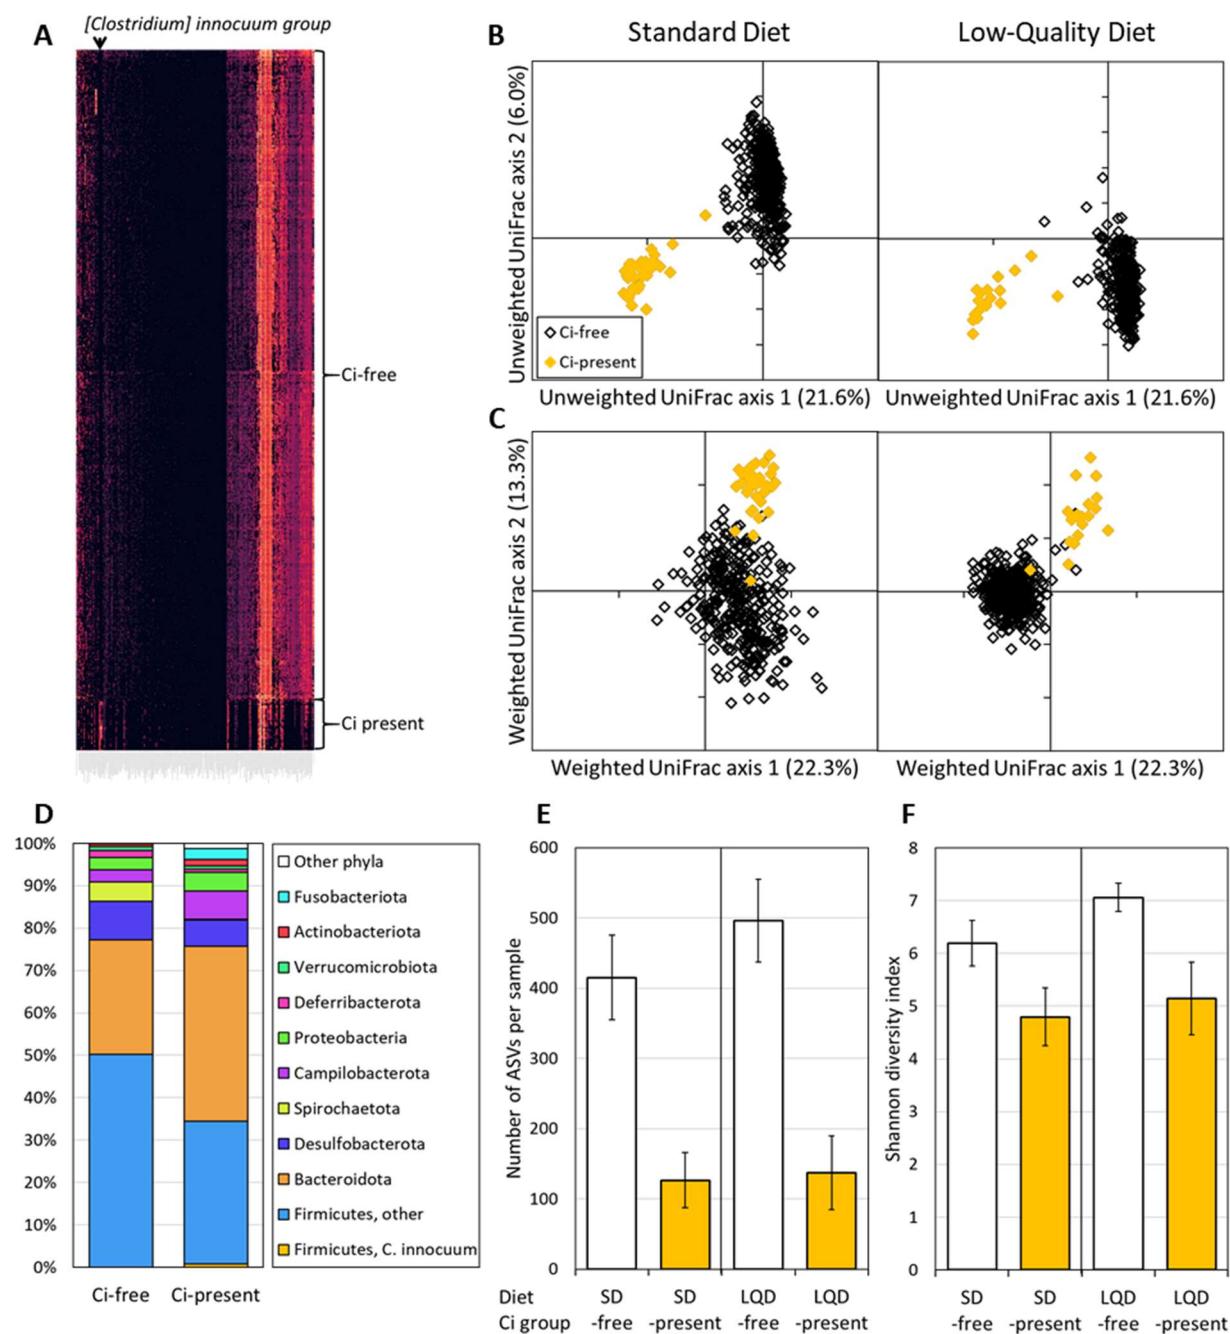 A
[Clostridium] innocuum group
Ci-free
Ci present
B
Standard Diet
Low-Quality Diet
Unweighted UniFrac axis 2 (6.0%)
Ci-free
Ci-present
Unweighted UniFrac axis 1 (21.6%)
Unweighted UniFrac axis 1 (21.6%)
C
Weighted UniFrac axis 2 (13.3%)
Weighted UniFrac axis 1 (22.3%)
Weighted UniFrac axis 1 (22.3%)
D
100%
90%
80%
70%
60%
50%
40%
30%
20%
10%
0%
Ci-free
Ci-present
Other phyla
Fusobacteriota
Actinobacteriota
Verrucomicrobiota
Deferribacterota
Proteobacteria
Campilobacterota
Spirochaetota
Desulfobacterota
Bacteroidota
Firmicutes, other
Firmicutes, C. innocuum
E
Number of ASVs per sample
600
500
400
300
200
100
0
Diet SD SD LQD LQD
Ci group -free -present -free -present
F
Shannon diversity index
8
7
6
5
4
3
2
1
0
SD SD LQD LQD
-free -present -free -present